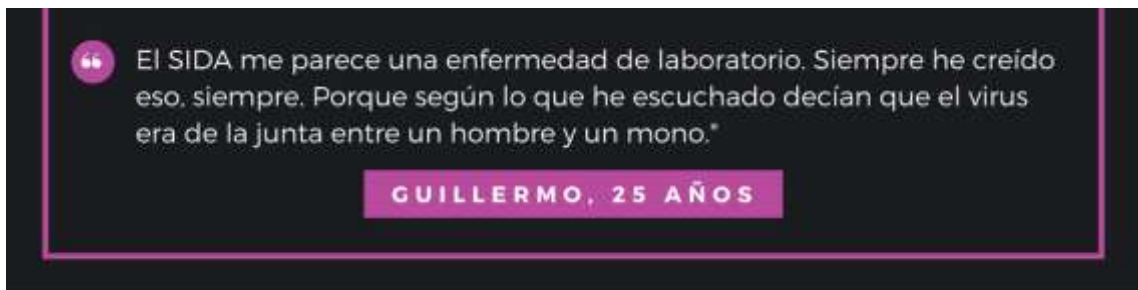 ❝ El SIDA me parece una enfermedad de laboratorio. Siempre he creído
eso, siempre. Porque según lo que he escuchado decían que el virus
era de la junta entre un hombre y un mono."
GUILLERMO, 25 AÑOS